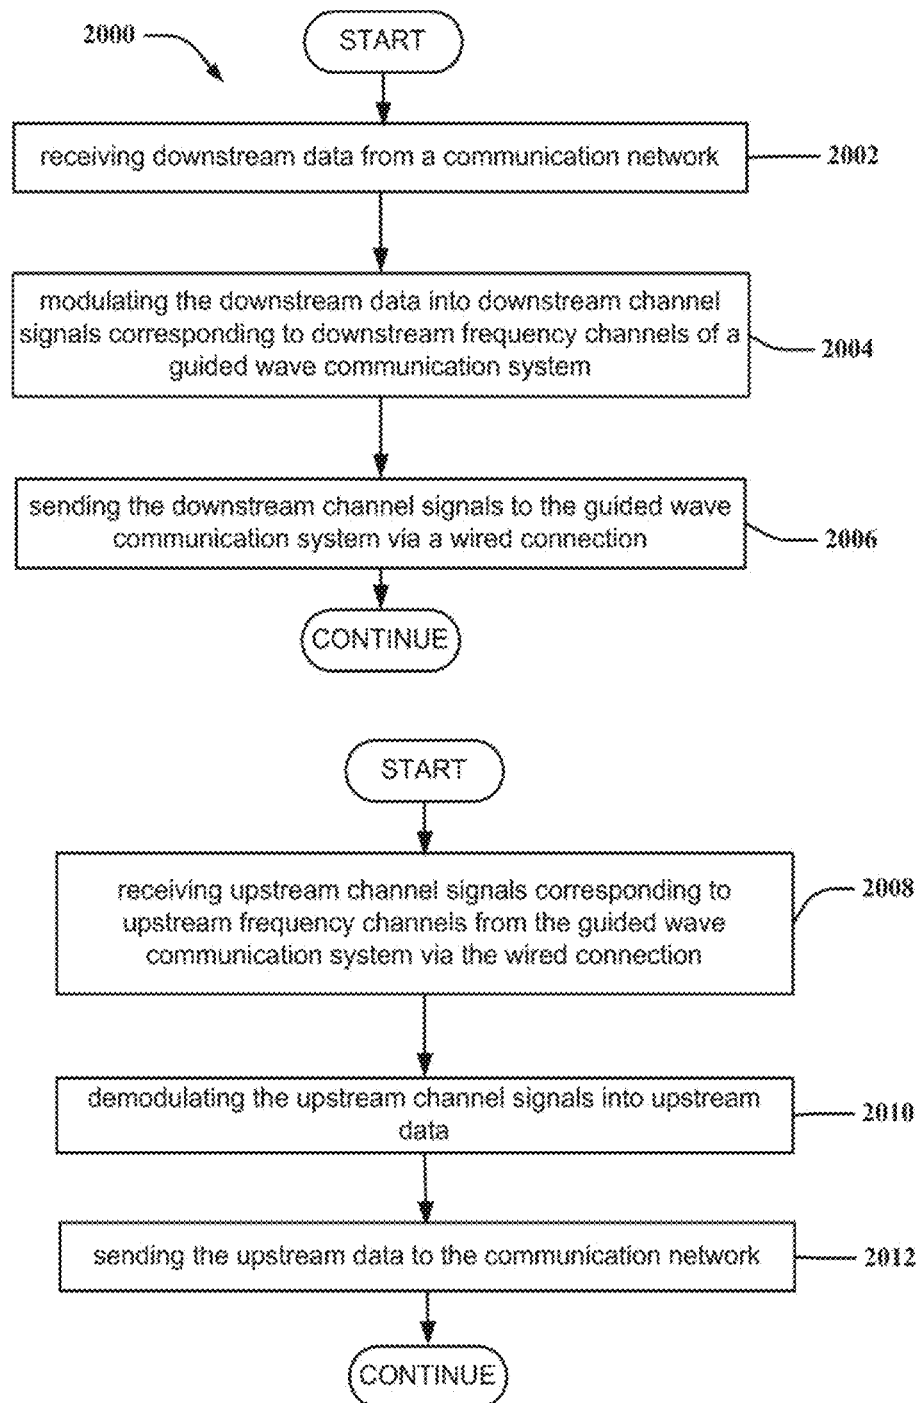 2000
START
receiving downstream data from a communication network
2002
modulating the downstream data into downstream channel
signals corresponding to downstream frequency channels of a
guided wave communication system
2004
sending the downstream channel signals to the guided wave
communication system via a wired connection
2006
CONTINUE
START
receiving upstream channel signals corresponding to
upstream frequency channels from the guided wave
communication system via the wired connection
2008
demodulating the upstream channel signals into upstream
data
2010
sending the upstream data to the communication network
2012
CONTINUE